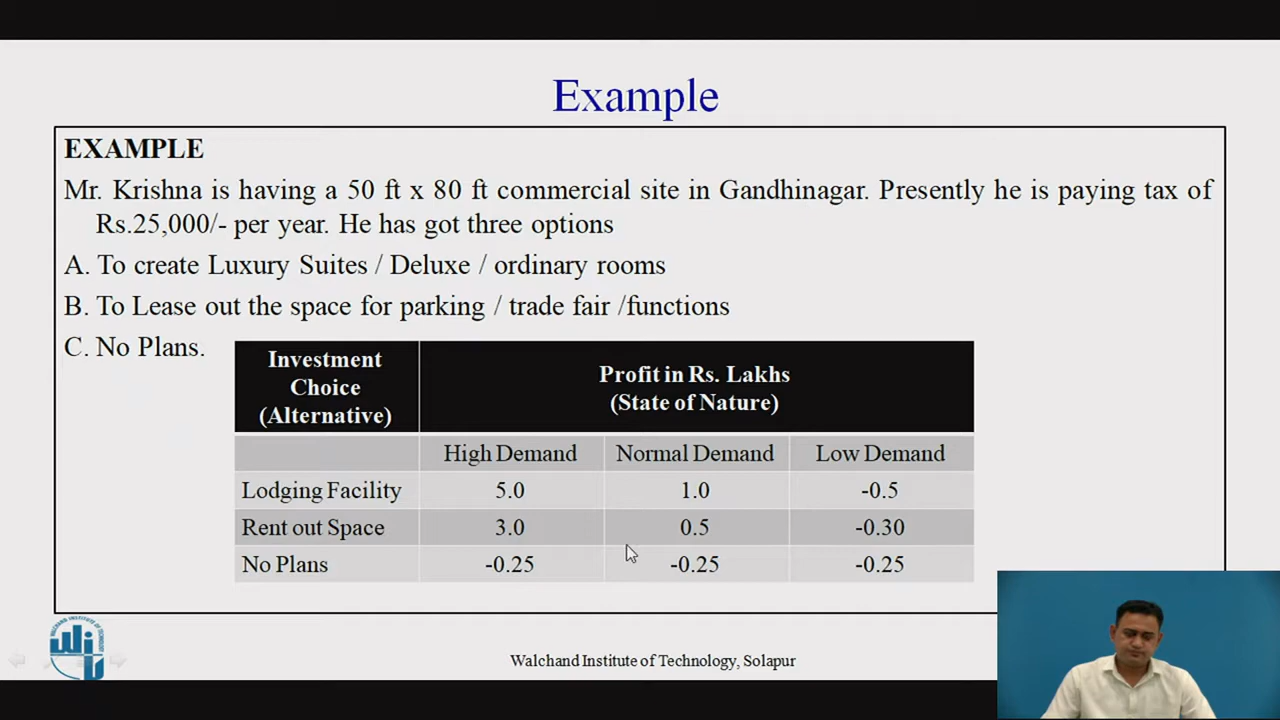 Example
EXAMPLE
Mr. Krishna is having a 50 ft x 80 ft commercial site in Gandhinagar. Presently he is paying tax of
Rs.25,000/- per year. He has got three options
A. To create Luxury Suites / Deluxe / ordinary rooms
B. To Lease out the space for parking / trade fair /functions
C. No Plans.
Investment
Choice
(Alternative)
Profit in Rs. Lakhs
(State of Nature)
High Demand Normal Demand Low Demand
Lodging Facility 5.0 1.0 -0.5
Rent out Space 3.0 0.5 -0.30
No Plans -0.25 -0.25 -0.25
Walchand Institute of Technology, Solapur